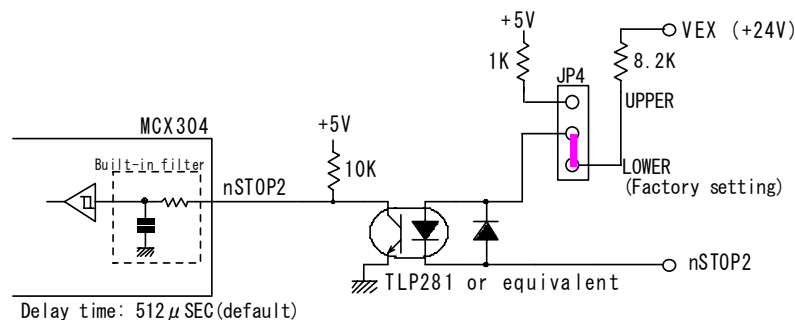 +5V
VEX (+24V)
1K
JP4
8.2K
UPPER
MCX304
+5V
Built-in filter
10K
LOWER
(Factory setting)
nSTOP2
nSTOP2
TLP281 or equivalent
Delay time: 512μSEC(default)